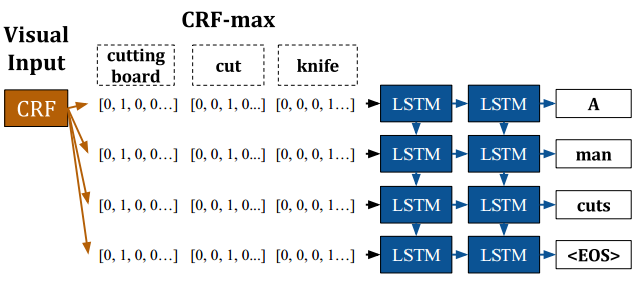 CRF-max
Visual
Input
cutting
board
cut
knife
CRF
[0, 1, 0, 0…] [0, 0, 1, 0...] [0, 0, 0, 1…] LSTM LSTM A
[0, 1, 0, 0…] [0, 0, 1, 0...] [0, 0, 0, 1…] LSTM LSTM man
[0, 1, 0, 0…] [0, 0, 1, 0...] [0, 0, 0, 1…] LSTM LSTM cuts
[0, 1, 0, 0…] [0, 0, 1, 0...] [0, 0, 0, 1…] LSTM LSTM <EOS>